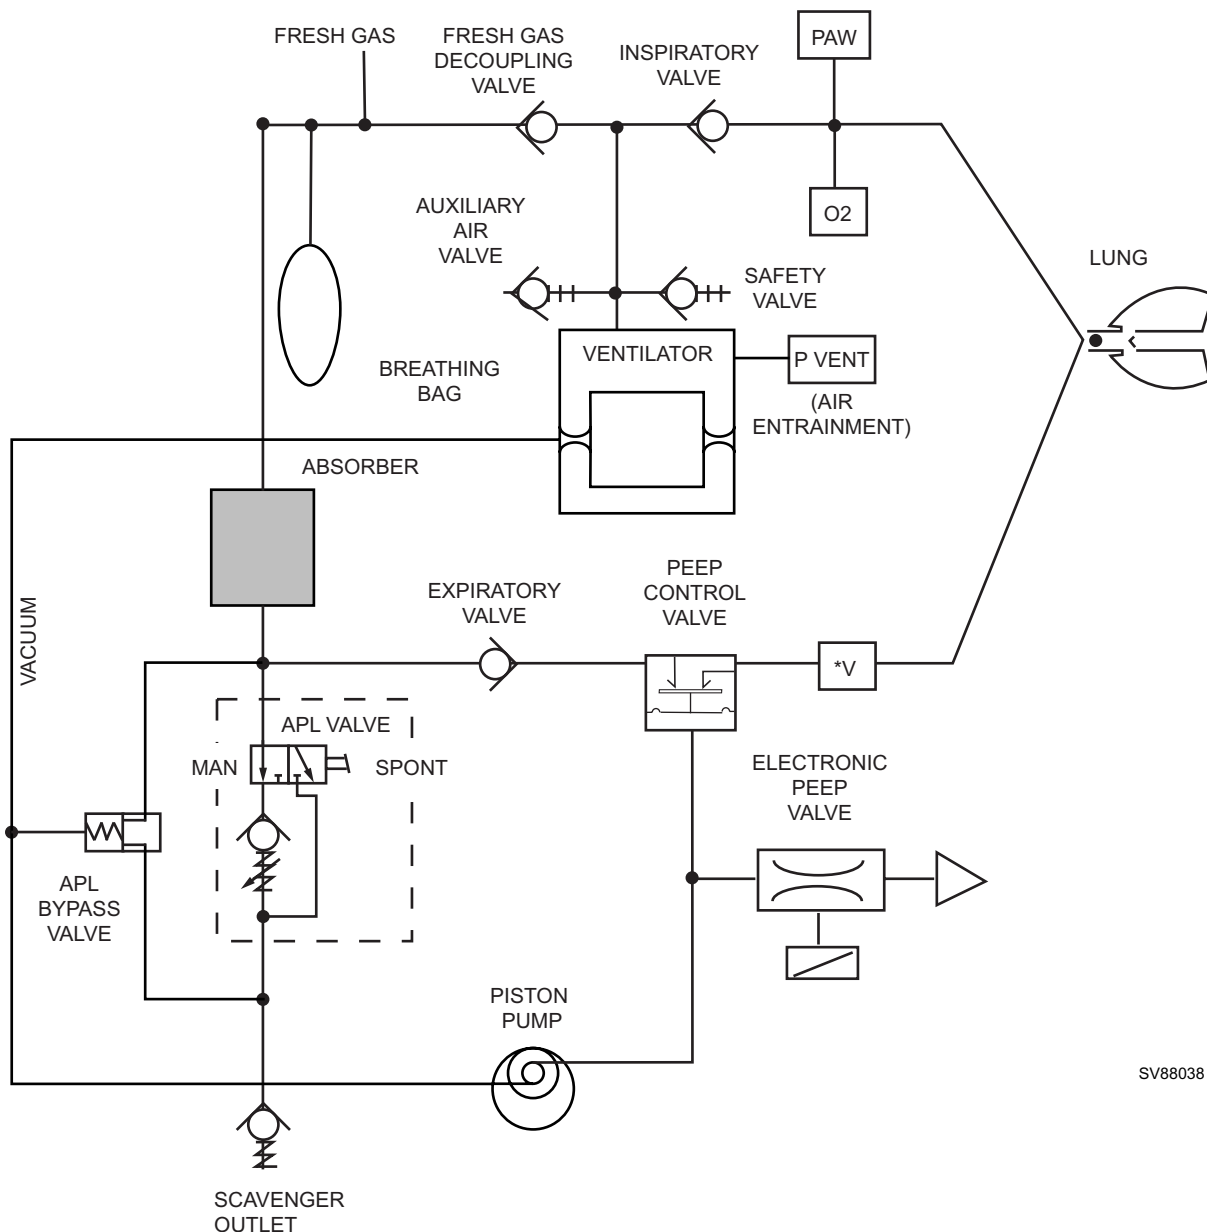 FRESH GAS
FRESH GAS
DECOUPLING
VALVE
INSPIRATORY
VALVE
PAW
O2
AUXILIARY
AIR
VALVE
SAFETY
VALVE
LUNG
VENTILATOR
P VENT
(AIR
ENTRAINMENT)
BREATHING
BAG
ABSORBER
VACUUM
EXPIRATORY
VALVE
PEEP
CONTROL
VALVE
*V
APL VALVE
MAN
SPONT
ELECTRONIC
PEEP
VALVE
APL
BYPASS
VALVE
PISTON
PUMP
SV88038
SCAVENGER
OUTLET